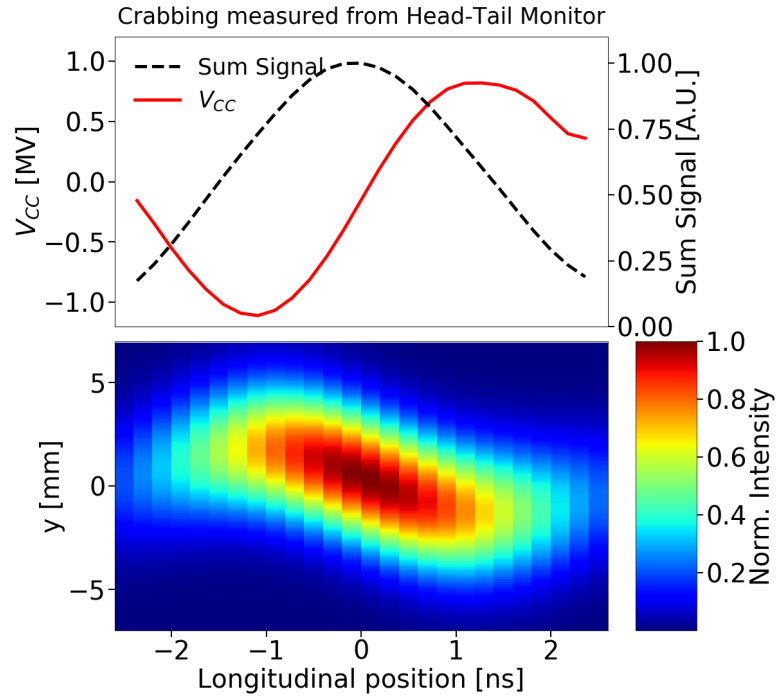 Crabbing measured from Head-Tail Monitor
Sum Signal
V_CC
V_CC [MV]
1.0
0.5
0.0
−0.5
−1.0
Sum Signal [A.U.]
1.00
0.75
0.50
0.25
0.00
y [mm]
5
0
−5
−2
−1
0
1
2
Longitudinal position [ns]
1.0
0.8
0.6
0.4
0.2
Norm. Intensity